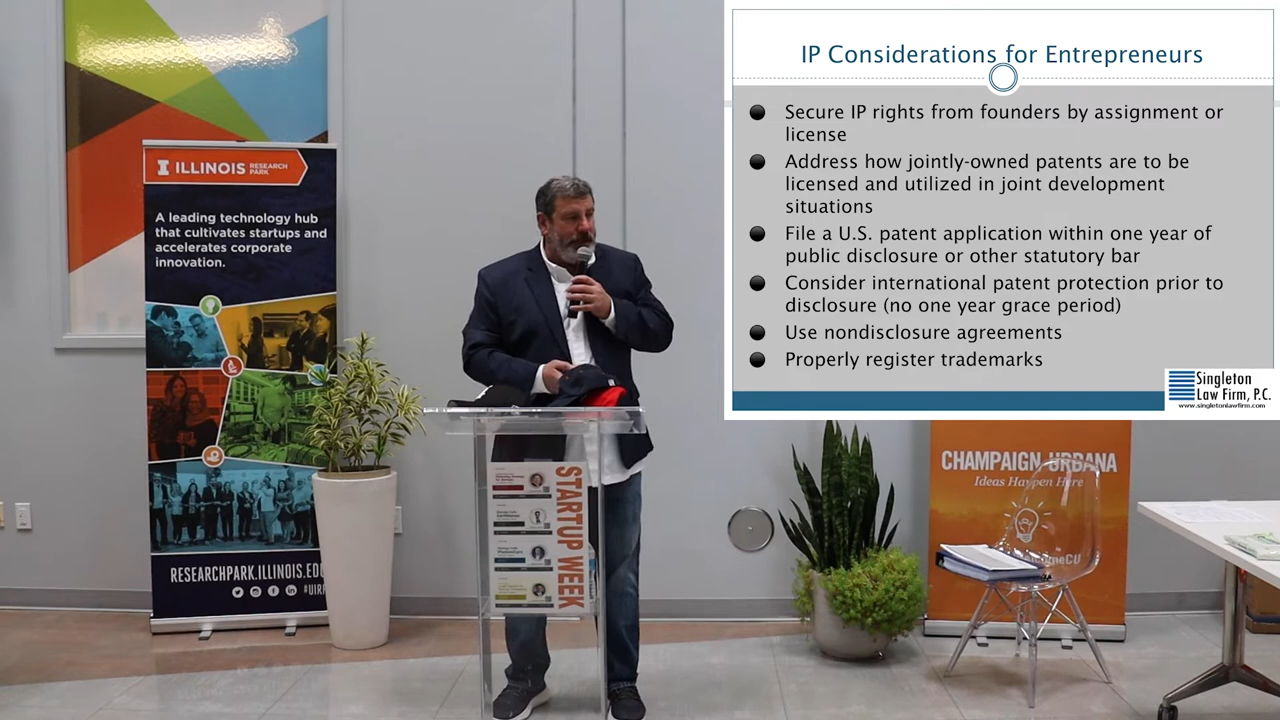 ILLINOIS
RESEARCH
PARK
A leading technology hub
that cultivates startups and
accelerates corporate
innovation.
RESEARCHPARK.ILLINOIS.EDU
STARTUP WEEK
IP Considerations for Entrepreneurs
Secure IP rights from founders by assignment or
license
Address how jointly-owned patents are to be
licensed and utilized in joint development
situations
File a U.S. patent application within one year of
public disclosure or other statutory bar
Consider international patent protection prior to
disclosure (no one year grace period)
Use nondisclosure agreements
Properly register trademarks
Singleton
Law Firm, P.C.
www.singletonlawfirm.com
CHAMPAIGN-URBANA
Ideas Happen Here